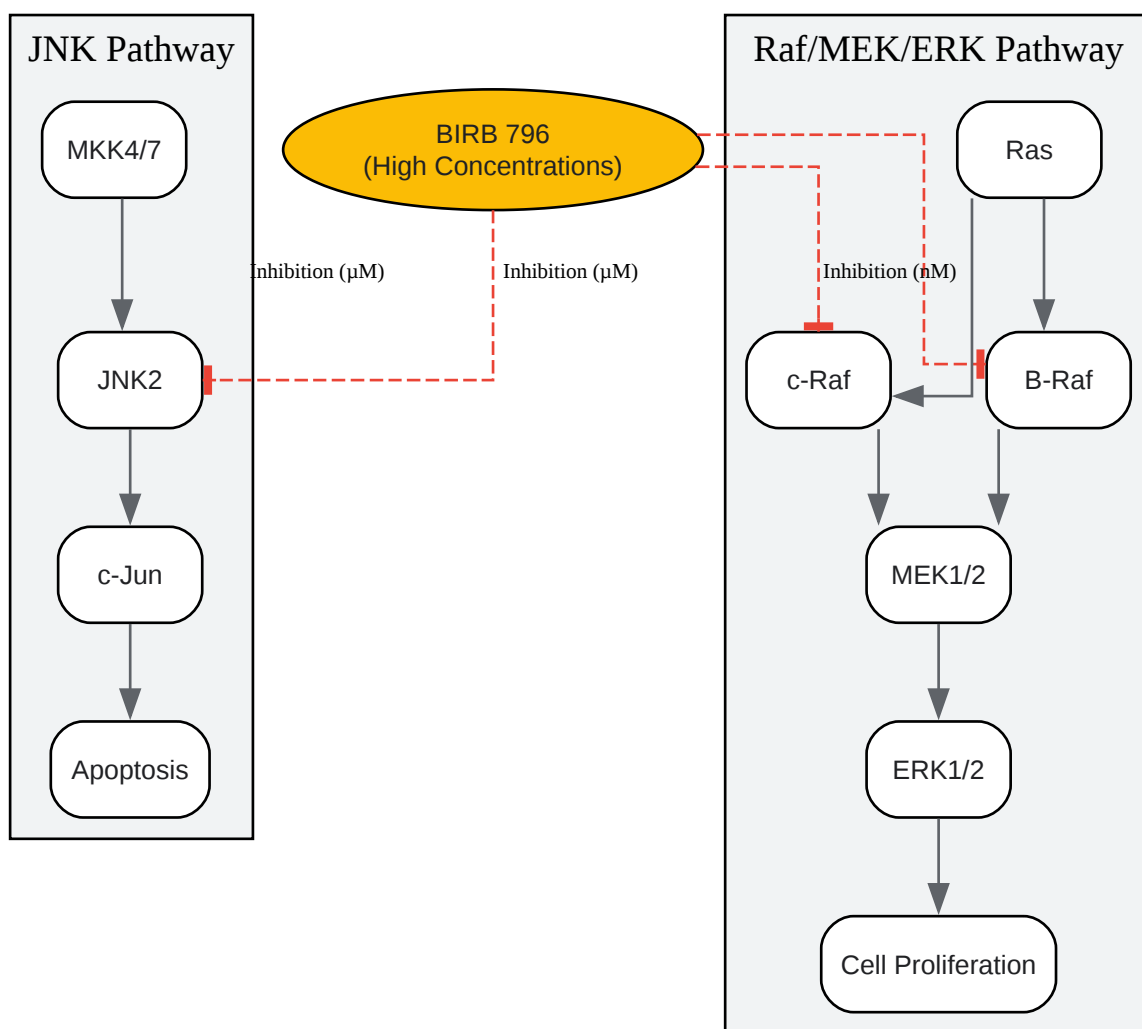 JNK Pathway
MKK4/7
JNK2
c-Jun
Apoptosis
BIRB 796
(High Concentrations)
Inhibition (μM)
Inhibition (μM)
Inhibition (nM)
Raf/MEK/ERK Pathway
Ras
c-Raf
B-Raf
MEK1/2
ERK1/2
Cell Proliferation